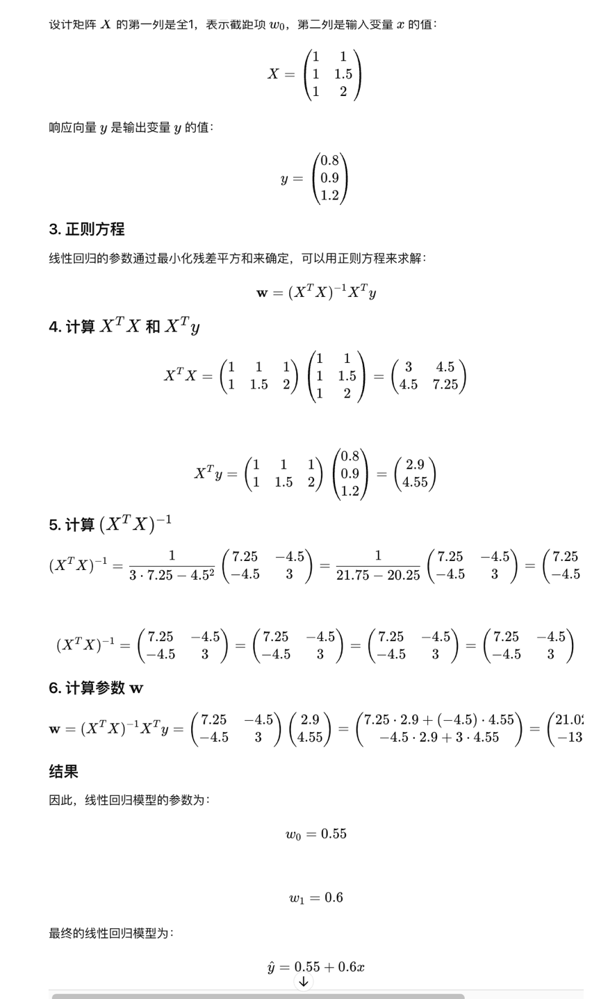 设计矩阵 X 的第一列是全1，表示截距项 w₀，第二列是输入变量 x 的值：
X = \begin{pmatrix} 1 & 1 \\ 1 & 1.5 \\ 1 & 2 \end{pmatrix}
响应向量 y 是输出变量 y 的值：
y = \begin{pmatrix} 0.8 \\ 0.9 \\ 1.2 \end{pmatrix}
3. 正则方程
线性回归的参数通过最小化残差平方和来确定，可以用正则方程来求解：
\mathbf{w} = (X^T X)^{-1} X^T y
4. 计算 X^T X 和 X^T y
X^T X = \begin{pmatrix} 1 & 1 & 1 \\ 1 & 1.5 & 2 \end{pmatrix} \begin{pmatrix} 1 & 1 \\ 1 & 1.5 \\ 1 & 2 \end{pmatrix} = \begin{pmatrix} 3 & 4.5 \\ 4.5 & 7.25 \end{pmatrix}
X^T y = \begin{pmatrix} 1 & 1 & 1 \\ 1 & 1.5 & 2 \end{pmatrix} \begin{pmatrix} 0.8 \\ 0.9 \\ 1.2 \end{pmatrix} = \begin{pmatrix} 2.9 \\ 4.55 \end{pmatrix}
5. 计算 (X^T X)^{-1}
(X^T X)^{-1} = \frac{1}{3 \cdot 7.25 - 4.5^2} \begin{pmatrix} 7.25 & -4.5 \\ -4.5 & 3 \end{pmatrix} = \frac{1}{21.75 - 20.25} \begin{pmatrix} 7.25 & -4.5 \\ -4.5 & 3 \end{pmatrix} = ( 7.25 \\ -4.5
(X^T X)^{-1} = \begin{pmatrix} 7.25 & -4.5 \\ -4.5 & 3 \end{pmatrix} = \begin{pmatrix} 7.25 & -4.5 \\ -4.5 & 3 \end{pmatrix} = \begin{pmatrix} 7.25 & -4.5 \\ -4.5 & 3 \end{pmatrix} = \begin{pmatrix} 7.25 & -4.5 \\ -4.5 & 3 \end{pmatrix}
6. 计算参数 \mathbf{w}
\mathbf{w} = (X^T X)^{-1} X^T y = \begin{pmatrix} 7.25 & -4.5 \\ -4.5 & 3 \end{pmatrix} \begin{pmatrix} 2.9 \\ 4.55 \end{pmatrix} = \begin{pmatrix} 7.25 \cdot 2.9 + (-4.5) \cdot 4.55 \\ -4.5 \cdot 2.9 + 3 \cdot 4.55 \end{pmatrix} = ( 21.0 \\ -13
结果
因此，线性回归模型的参数为：
w₀ = 0.55
w₁ = 0.6
最终的线性回归模型为：
ŷ = 0.55 + 0.6x